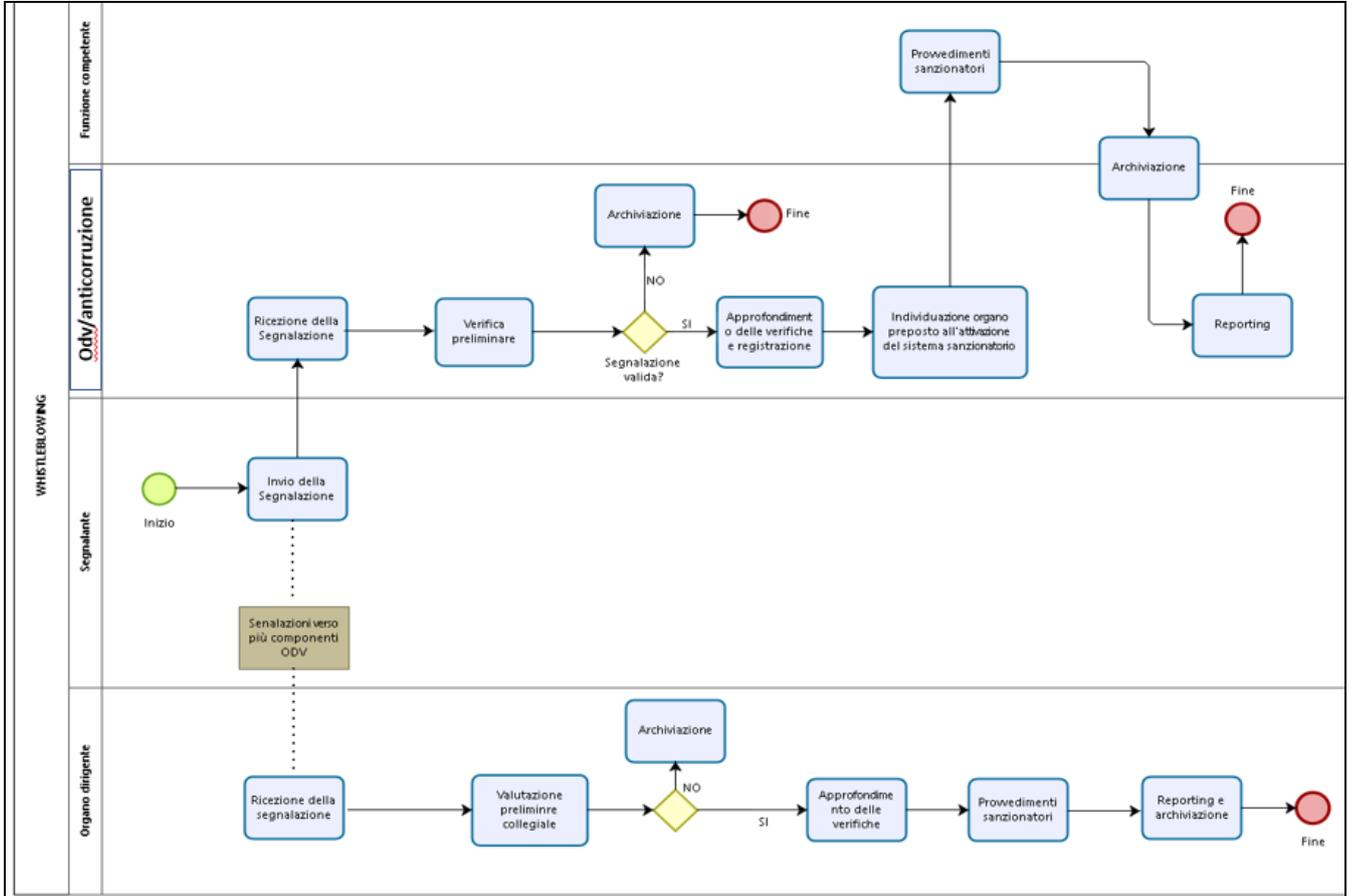 WHISTLEBLOWING
Funzione competente
Provvedimenti
sanzionatori
Odv/anticorruzione
Archiviazione
Fine
Archiviazione
Fine
NO
Ricezione della
Segnalazione
Verifica
preliminare
SI
Segnalazione
valida?
Approfondiment
o delle verifiche
e registrazione
Individuazione organo
preposto all'attivazione
del sistema sanzionatorio
Reporting
Segnalante
Inizio
Invio della
Segnalazione
Senalazioni verso
più componenti
ODV
Organo dirigente
Archiviazione
NO
Ricezione della
segnalazione
Valutazione
preliminre
collegiale
SI
Approfondime
nto delle
verifiche
Provvedimenti
sanzionatori
Reporting e
archiviazione
Fine